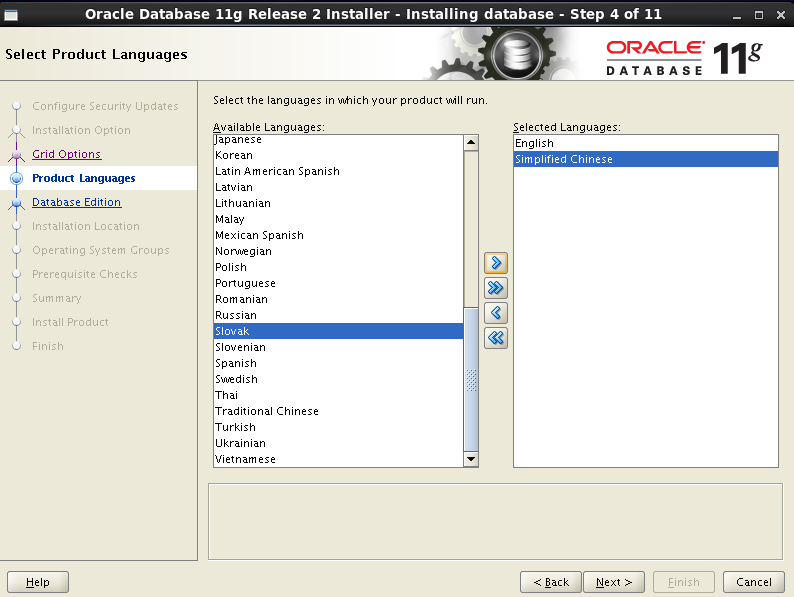 Oracle Database 11g Release 2 Installer - Installing database - Step 4 of 11
Select Product Languages
ORACLE DATABASE 11g
Configure Security Updates
Installation Option
Grid Options
Product Languages
Database Edition
Installation Location
Operating System Groups
Prerequisite Checks
Summary
Install Product
Finish
Select the languages in which your product will run.
Available Languages:
Japanese
Korean
Latin American Spanish
Latvian
Lithuanian
Malay
Mexican Spanish
Norwegian
Polish
Portuguese
Romanian
Russian
Slovak
Slovenian
Spanish
Swedish
Thai
Traditional Chinese
Turkish
Ukrainian
Vietnamese
Selected Languages:
English
Simplified Chinese
Help
< Back
Next >
Finish
Cancel